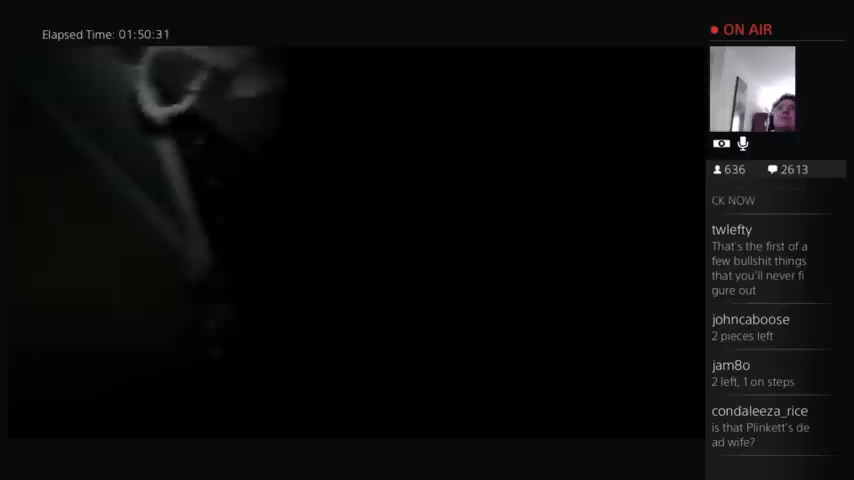 Elapsed Time: 01:50:31
ON AIR
636 2613
CK NOW
twlefty
That's the first of a
few bullshit things
that you'll never fi
gure out
johncaboose
2 pieces left
jam8o
2 left, 1 on steps
condaleeza_rice
is that Plinkett's de
ad wife?